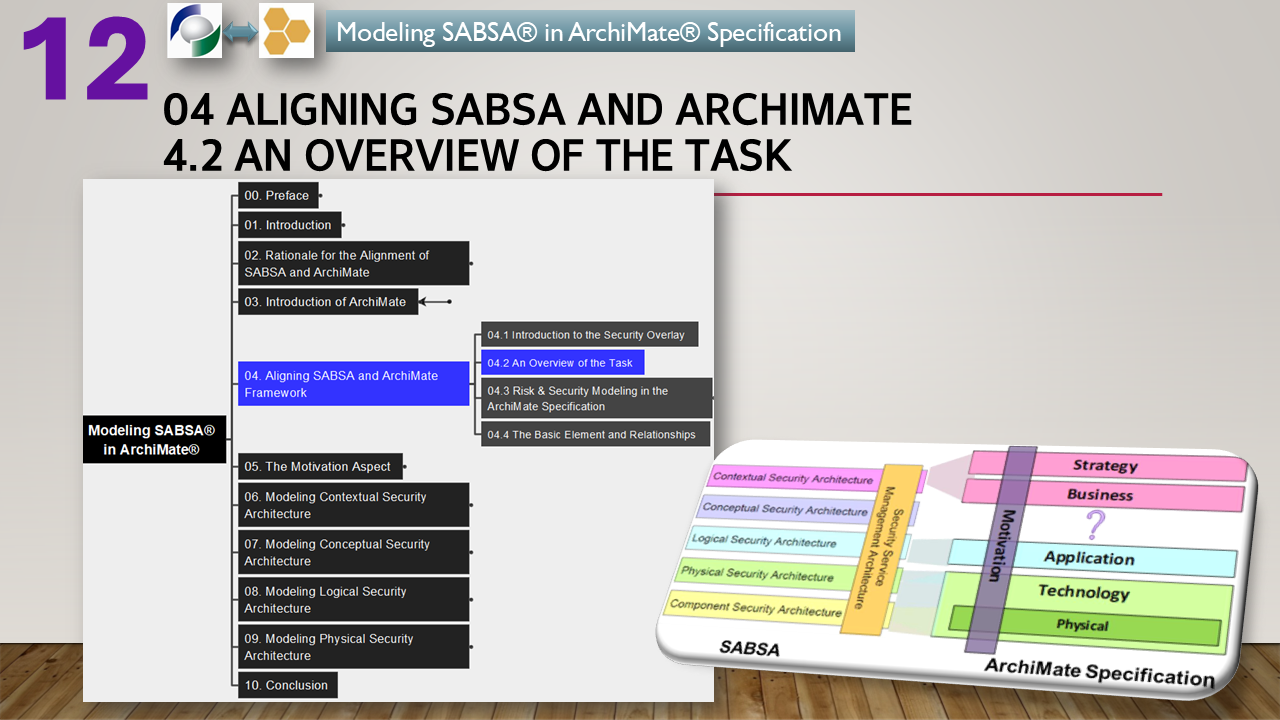 12
Modeling SABSA® in ArchiMate® Specification
04 ALIGNING SABSA AND ARCHIMATE
4.2 AN OVERVIEW OF THE TASK
Modeling SABSA®
in ArchiMate®
00. Preface
01. Introduction
02. Rationale for the Alignment of
SABSA and ArchiMate
03. Introduction of ArchiMate
04. Aligning SABSA and ArchiMate
Framework
04.1 Introduction to the Security Overlay
04.2 An Overview of the Task
04.3 Risk & Security Modeling in the
ArchiMate Specification
04.4 The Basic Element and Relationships
05. The Motivation Aspect
06. Modeling Contextual Security
Architecture
07. Modeling Conceptual Security
Architecture
08. Modeling Logical Security
Architecture
09. Modeling Physical Security
Architecture
10. Conclusion
Contextual Security Architecture
Conceptual Security Architecture
Logical Security Architecture
Physical Security Architecture
Component Security Architecture
Security Service
Management Architecture
SABSA
Strategy
Business
?
Application
Technology
Physical
Motivation
ArchiMate Specification